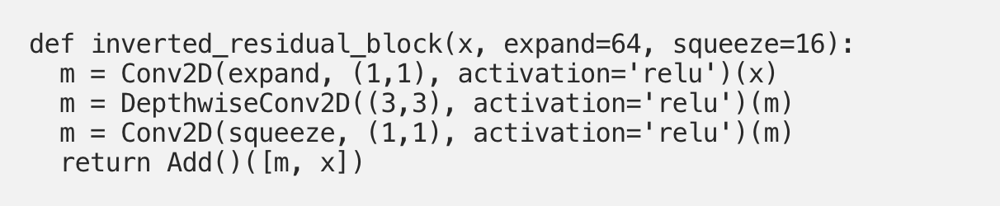 def inverted_residual_block(x, expand=64, squeeze=16):
  m = Conv2D(expand, (1,1), activation='relu')(x)
  m = DepthwiseConv2D((3,3), activation='relu')(m)
  m = Conv2D(squeeze, (1,1), activation='relu')(m)
  return Add()([m, x])